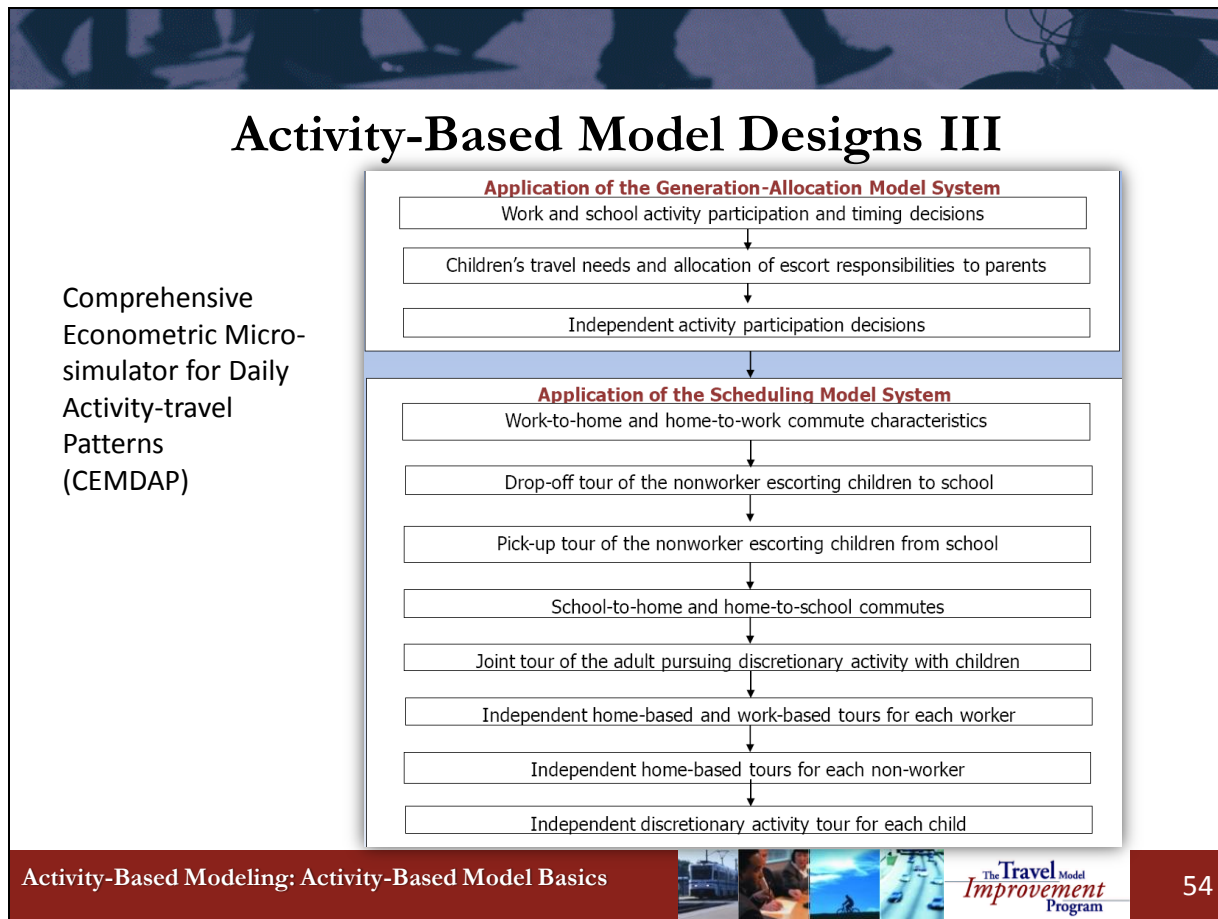 Activity-Based Model Designs III
Comprehensive
Econometric Micro-
simulator for Daily
Activity-travel
Patterns
(CEMDAP)
Application of the Generation-Allocation Model System
Work and school activity participation and timing decisions
Children's travel needs and allocation of escort responsibilities to parents
Independent activity participation decisions
Application of the Scheduling Model System
Work-to-home and home-to-work commute characteristics
Drop-off tour of the nonworker escorting children to school
Pick-up tour of the nonworker escorting children from school
School-to-home and home-to-school commutes
Joint tour of the adult pursuing discretionary activity with children
Independent home-based and work-based tours for each worker
Independent home-based tours for each non-worker
Independent discretionary activity tour for each child
Activity-Based Modeling: Activity-Based Model Basics
The Travel Model
Improvement
Program
54